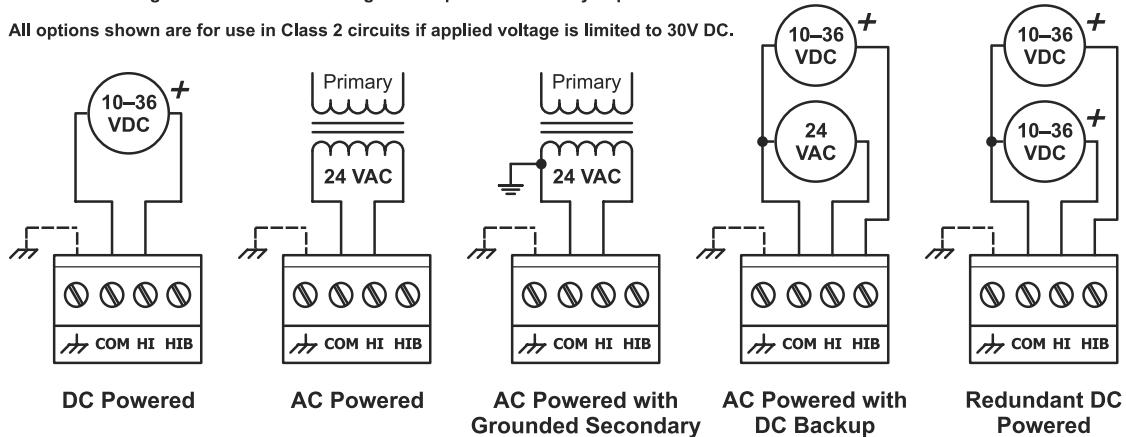 All options shown are for use in Class 2 circuits if applied voltage is limited to 30V DC.
10–36
VDC
+
Primary
24 VAC
Primary
24 VAC
10–36
VDC
+
24
VAC
10–36
VDC
+
10–36
VDC
+
COM HI HIB
COM HI HIB
COM HI HIB
COM HI HIB
COM HI HIB
DC Powered
AC Powered
AC Powered with
Grounded Secondary
AC Powered with
DC Backup
Redundant DC
Powered